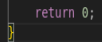 return 0;
}